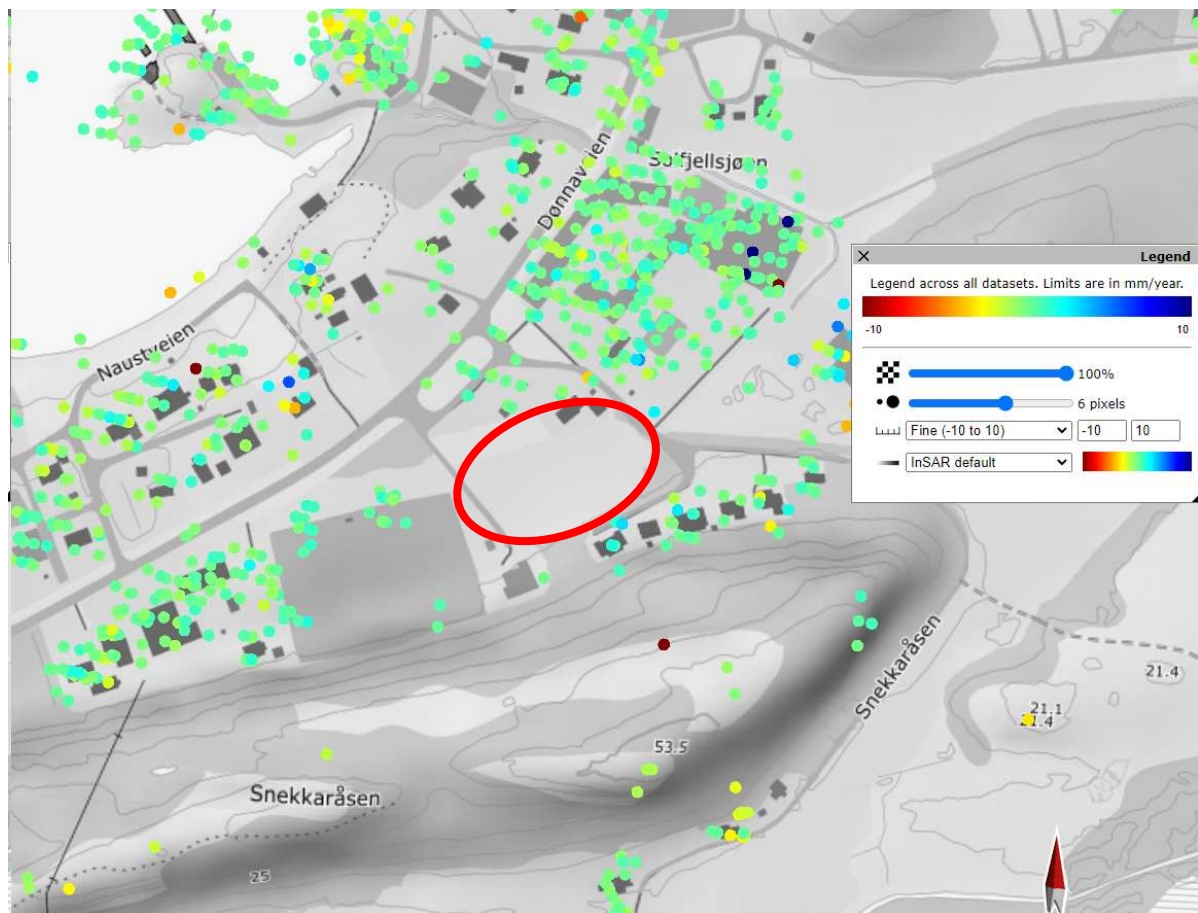 Solfjellsjøen
Dønnaveien
Legend
Legend across all datasets. Limits are in mm/year.
-10
10
100%
6 pixels
Fine (-10 to 10)
-10
10
InSAR default
Naustveien
Snekkaråsen
21.4
21.1
21.4
53.5
Snekkaråsen
25